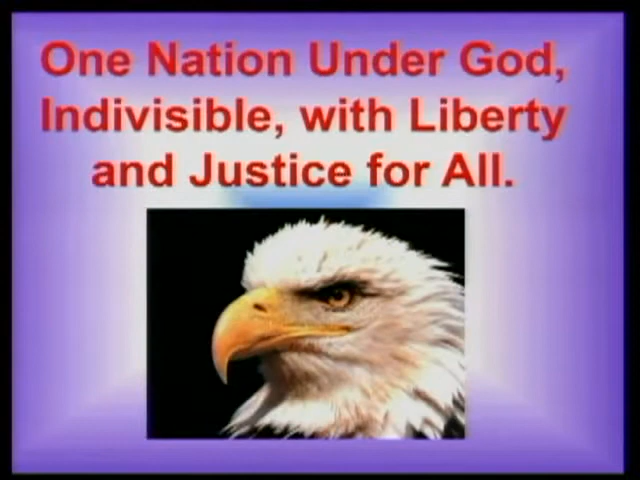 One Nation Under God,
Indivisible, with Liberty
and Justice for All.